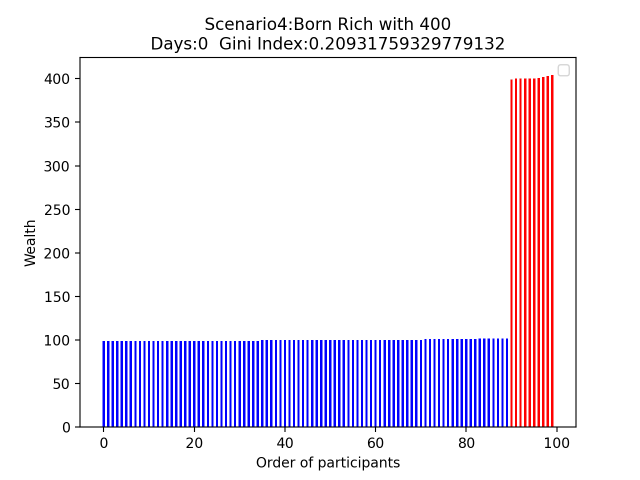 Scenario4:Born Rich with 400
Days:0  Gini Index:0.20931759329779132
400
350
300
250
200
150
100
50
0
Wealth
0 20 40 60 80 100
Order of participants